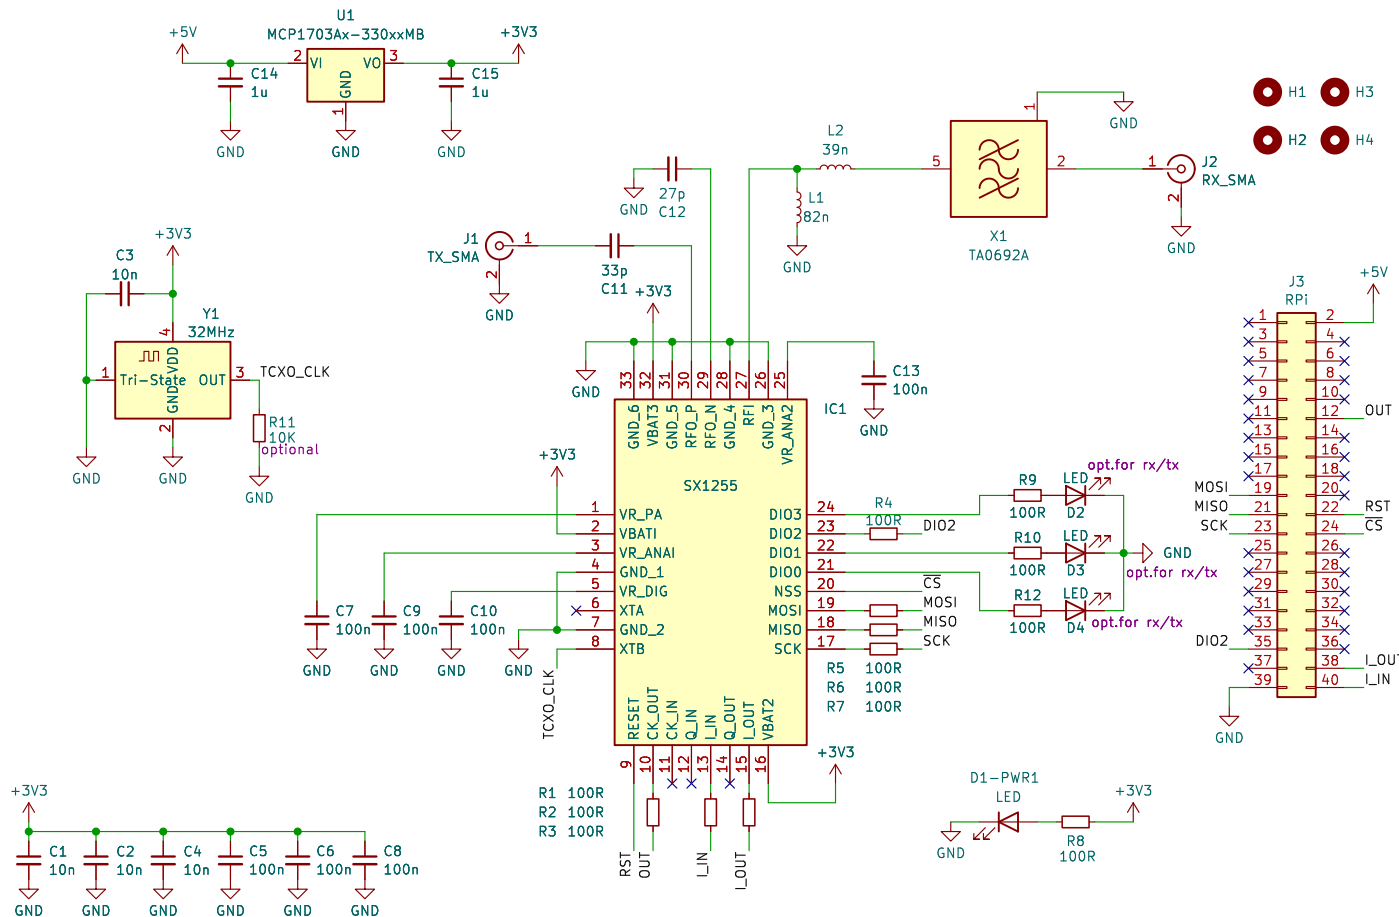 U1
MCP1703Ax-330xxMB
+5V
2
VI
VO
3
+3V3
GND
1
C14
1u
C15
1u
GND
GND
GND
H1
H3
H2
H4
1
GND
L2
39n
5
2
1
J2
RX_SMA
2
GND
X1
TA0692A
L1
82n
GND
27p
C12
GND
J1
TX_SMA
1
2
GND
33p
C11
+3V3
+3V3
C3
10n
Y1
32MHz
4
VDD
1
Tri-State
OUT
3
TCXO_CLK
GND
2
R11
10K
optional
GND
GND
GND
GND
33
32
31
30
29
28
27
26
25
GND_6
VBAT3
GND_5
RFO_P
RFO_N
GND_4
RFI
GND_3
VR_ANA2
IC1
C13
100n
GND
SX1255
+3V3
1
VR_PA
2
VBATI
3
VR_ANAI
4
GND_1
5
VR_DIG
6
XTA
7
GND_2
8
XTB
C7
100n
C9
100n
C10
100n
GND
GND
GND
GND
TCXO_CLK
DIO3
24
DIO2
23
DIO1
22
DIO0
21
NSS
20
MOSI
19
MISO
18
SCK
17
R4
100R
DIO2
CS
MOSI
MISO
SCK
R5 100R
R6 100R
R7 100R
R9
100R
LED
D2
opt.for rx/tx
R10
100R
LED
D3
opt.for rx/tx
GND
R12
100R
LED
D4
opt.for rx/tx
RESET
CK_OUT
CK_IN
Q_IN
I_IN
Q_OUT
I_OUT
VBAT2
9
10
11
12
13
14
15
16
+3V3
R1 100R
R2 100R
R3 100R
RST
OUT
I_IN
I_OUT
J3
RPi
+5V
1
2
3
4
5
6
7
8
9
10
11
12
OUT
13
14
15
16
17
18
MOSI
19
20
MISO
21
22
RST
SCK
23
24
CS
25
26
27
28
29
30
31
32
33
34
DIO2
35
36
37
38
I_OUT
39
40
I_IN
GND
D1-PWR1
LED
GND
R8
100R
+3V3
+3V3
C1
10n
C2
10n
C4
10n
C5
100n
C6
100n
C8
100n
GND
GND
GND
GND
GND
GND